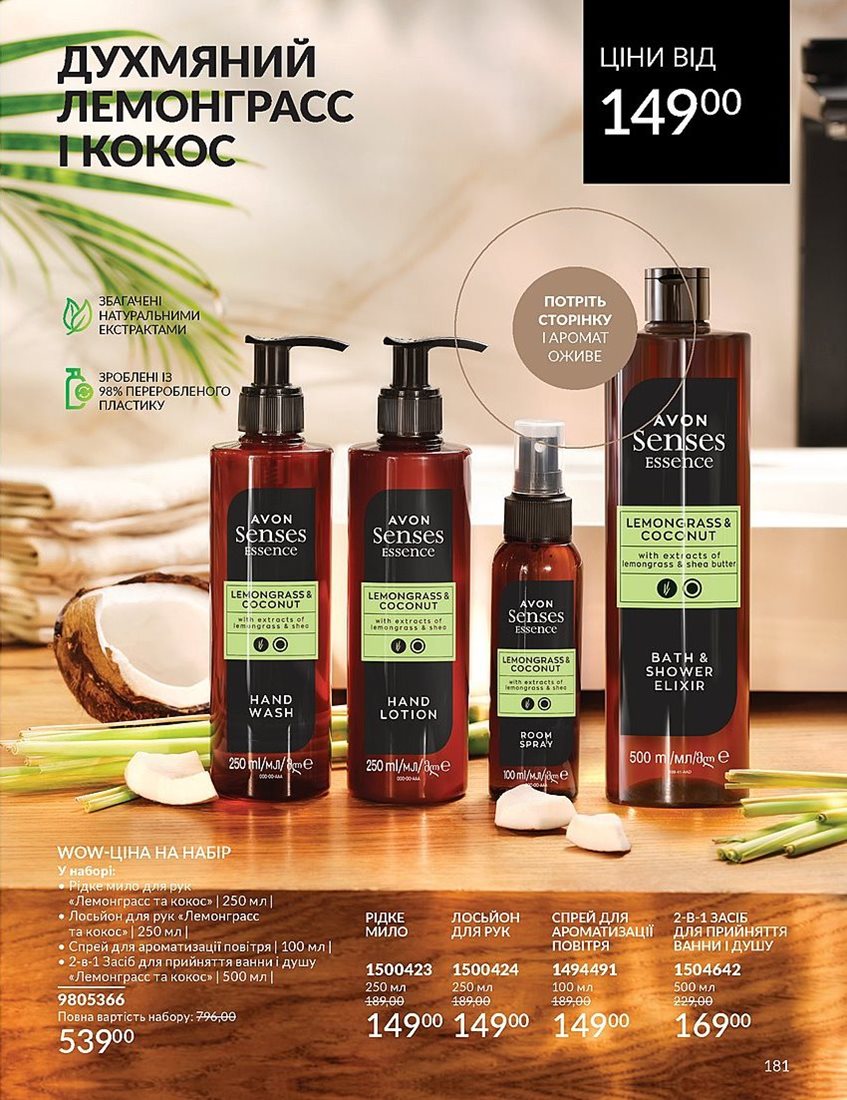 ДУХМЯНИЙ
ЛЕМОНГРАСС
І КОКОС
ЦІНИ ВІД
149⁰⁰
ЗБАГАЧЕНІ
НАТУРАЛЬНИМИ
ЕКСТРАКТАМИ
ЗРОБЛЕНІ ІЗ
98% ПЕРЕРОБЛЕНОГО
ПЛАСТИКУ
ПОТРІТЬ
СТОРІНКУ
І АРОМАТ
ОЖИВЕ
AVON
Senses
Essence
LEMONGRASS &
COCONUT
with extracts of
lemongrass & shea
HAND
WASH
250 ml/мл/მლ e
AVON
Senses
Essence
LEMONGRASS &
COCONUT
with extracts of
lemongrass & shea
HAND
LOTION
250 ml/мл/მლ e
AVON
Senses
Essence
LEMONGRASS &
COCONUT
with extracts of
lemongrass & shea
ROOM
SPRAY
100 ml/мл/მლ e
AVON
Senses
Essence
LEMONGRASS &
COCONUT
with extracts of
lemongrass & shea butter
BATH &
SHOWER
ELIXIR
500 ml/мл/მლ e
WOW-ЦІНА НА НАБІР
У наборі:
• Рідке мило для рук
«Лемонграсс та кокос» | 250 мл |
• Лосьйон для рук «Лемонграсс
та кокос» | 250 мл |
• Спрей для ароматизації повітря | 100 мл |
• 2-в-1 Засіб для прийняття ванни і душу
«Лемонграсс та кокос» | 500 мл |
9805366
Повна вартість набору: 796,00
539⁰⁰
РІДКЕ
МИЛО
1500423
250 мл
189,00
149⁰⁰
ЛОСЬЙОН
ДЛЯ РУК
1500424
250 мл
189,00
149⁰⁰
СПРЕЙ ДЛЯ
АРОМАТИЗАЦІЇ
ПОВІТРЯ
1494491
100 мл
189,00
149⁰⁰
2-В-1 ЗАСІБ
ДЛЯ ПРИЙНЯТТЯ
ВАННИ І ДУШУ
1504642
500 мл
229,00
169⁰⁰
181